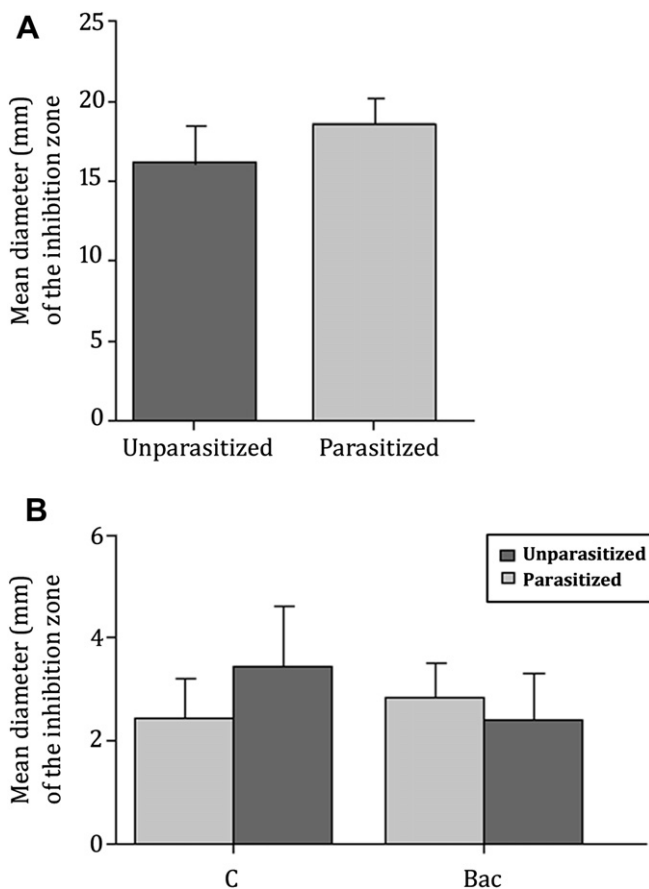 A
Mean diameter (mm)
of the inhibition zone
25
20
15
10
5
0
Unparasitized
Parasitized
B
Mean diameter (mm)
of the inhibition zone
6
4
2
0
Unparasitized
Parasitized
C
Bac